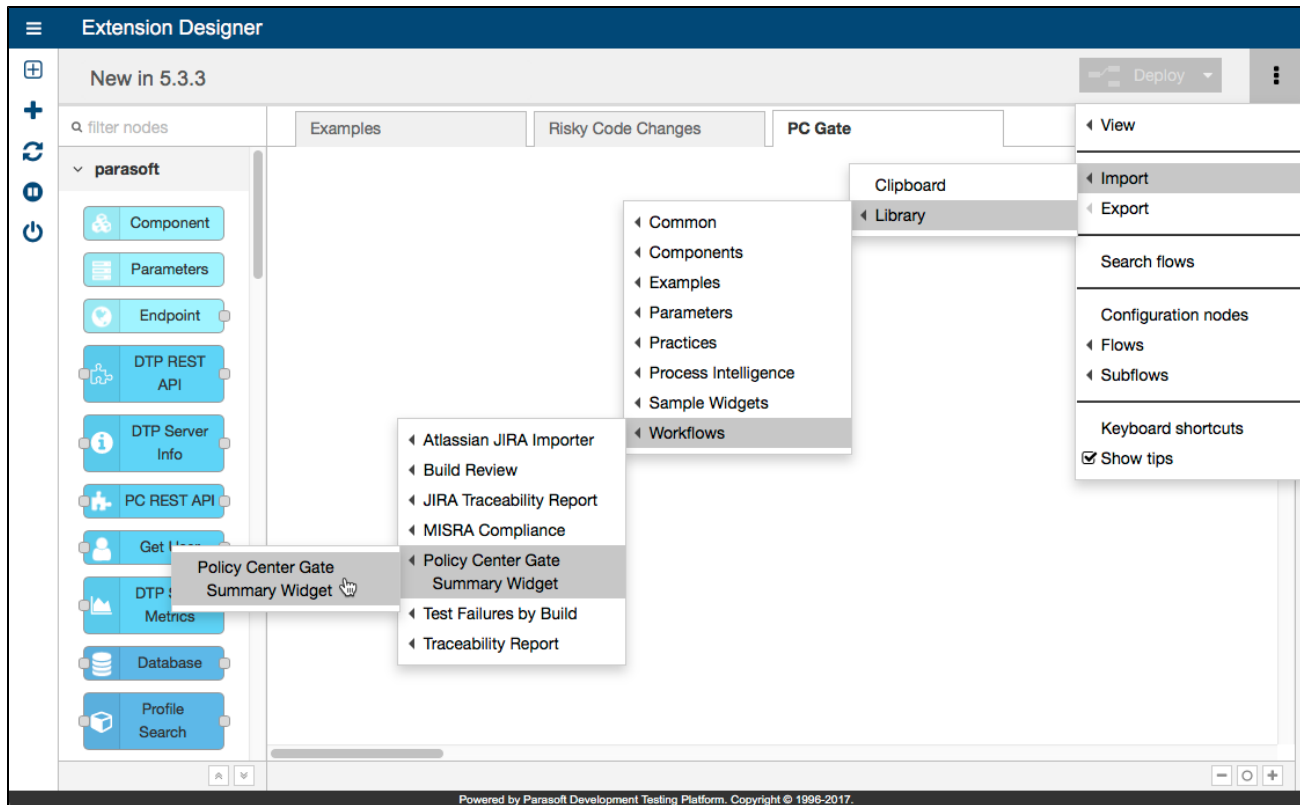 Extension Designer
New in 5.3.3
Deploy
filter nodes
Examples
Risky Code Changes
PC Gate
parasoft
Component
Parameters
Endpoint
DTP REST
API
DTP Server
Info
PC REST API
Get
DTP
Metrics
Database
Profile
Search
View
Import
Export
Search flows
Configuration nodes
Flows
Subflows
Keyboard shortcuts
Show tips
Clipboard
Library
Common
Components
Examples
Parameters
Practices
Process Intelligence
Sample Widgets
Workflows
Atlassian JIRA Importer
Build Review
JIRA Traceability Report
MISRA Compliance
Policy Center Gate
Summary Widget
Test Failures by Build
Traceability Report
Policy Center Gate
Summary Widget
Powered by Parasoft Development Testing Platform. Copyright © 1996-2017.